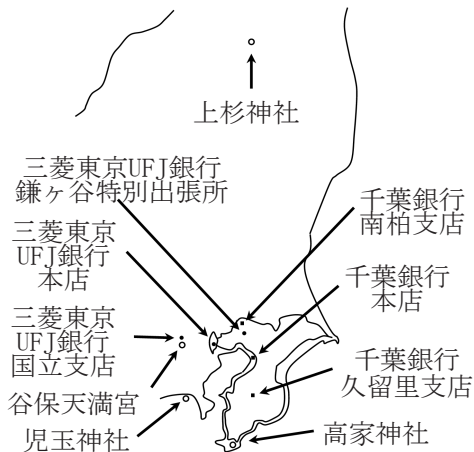 上杉神社
三菱東京UFJ銀行
鎌ヶ谷特別出張所
千葉銀行
南柏支店
三菱東京
UFJ銀行
本店
千葉銀行
本店
三菱東京
UFJ銀行
国立支店
千葉銀行
久留里支店
谷保天満宮
児玉神社
高家神社